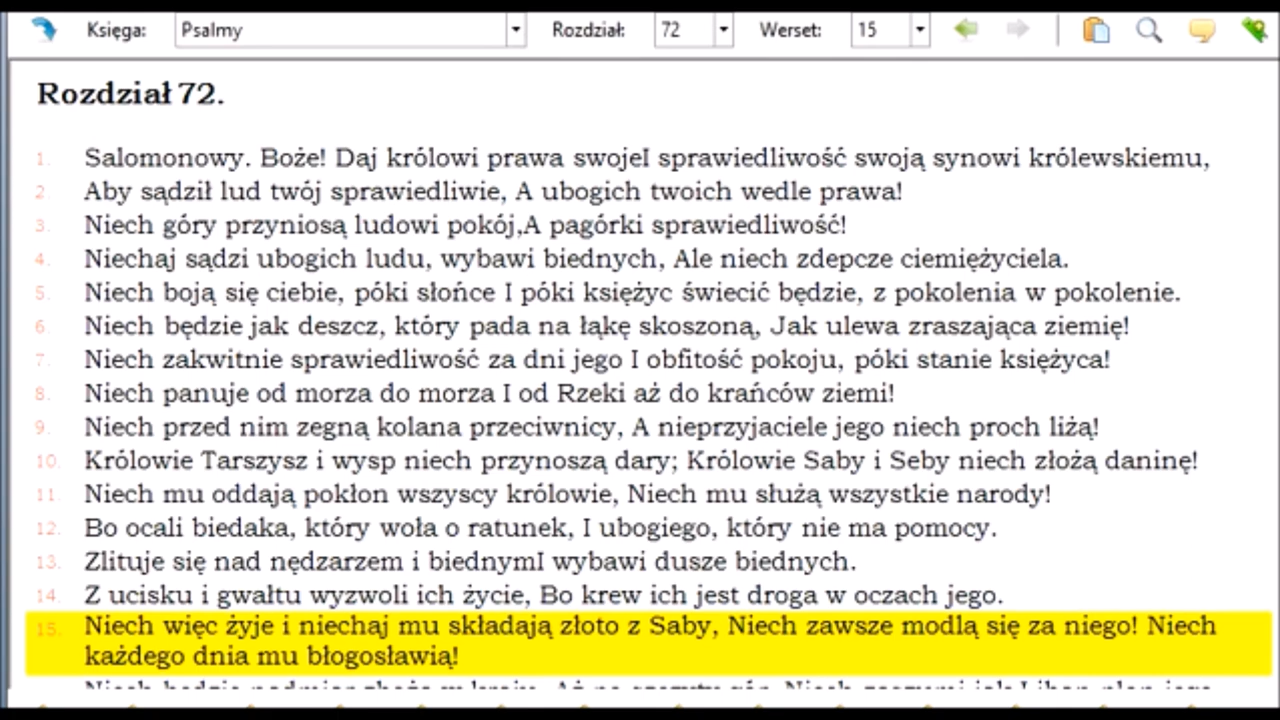 Księga: Psalmy Rozdział: 72 Werset: 15
Rozdział 72.
1. Salomonowy. Boże! Daj królowi prawa swojeI sprawiedliwość swoją synowi królewskiemu,
2. Aby sądził lud twój sprawiedliwie, A ubogich twoich wedle prawa!
3. Niech góry przyniosą ludowi pokój,A pagórki sprawiedliwość!
4. Niechaj sądzi ubogich ludu, wybawi biednych, Ale niech zdepcze ciemiężyciela.
5. Niech boją się ciebie, póki słońce I póki księżyc świecić będzie, z pokolenia w pokolenie.
6. Niech będzie jak deszcz, który pada na łąkę skoszoną, Jak ulewa zraszająca ziemię!
7. Niech zakwitnie sprawiedliwość za dni jego I obfitość pokoju, póki stanie księżyca!
8. Niech panuje od morza do morza I od Rzeki aż do krańców ziemi!
9. Niech przed nim zegną kolana przeciwnicy, A nieprzyjaciele jego niech proch liżą!
10. Królowie Tarszysz i wysp niech przynoszą dary; Królowie Saby i Seby niech złożą daninę!
11. Niech mu oddają pokłon wszyscy królowie, Niech mu służą wszystkie narody!
12. Bo ocali biedaka, który woła o ratunek, I ubogiego, który nie ma pomocy.
13. Zlituje się nad nędzarzem i biednymI wybawi dusze biednych.
14. Z ucisku i gwałtu wyzwoli ich życie, Bo krew ich jest droga w oczach jego.
15. Niech więc żyje i niechaj mu składają złoto z Saby, Niech zawsze modlą się za niego! Niech
każdego dnia mu błogosławią!